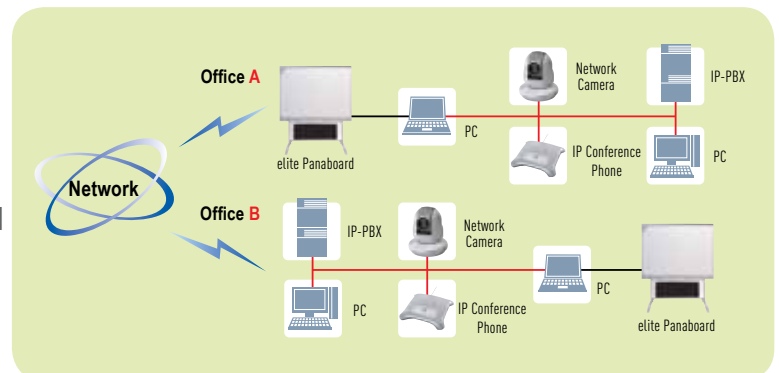 Office A
Network
Camera
IP-PBX
PC
elite Panaboard
IP Conference
Phone
PC
Network
Office B
IP-PBX
Network
Camera
PC
IP Conference
Phone
PC
elite Panaboard